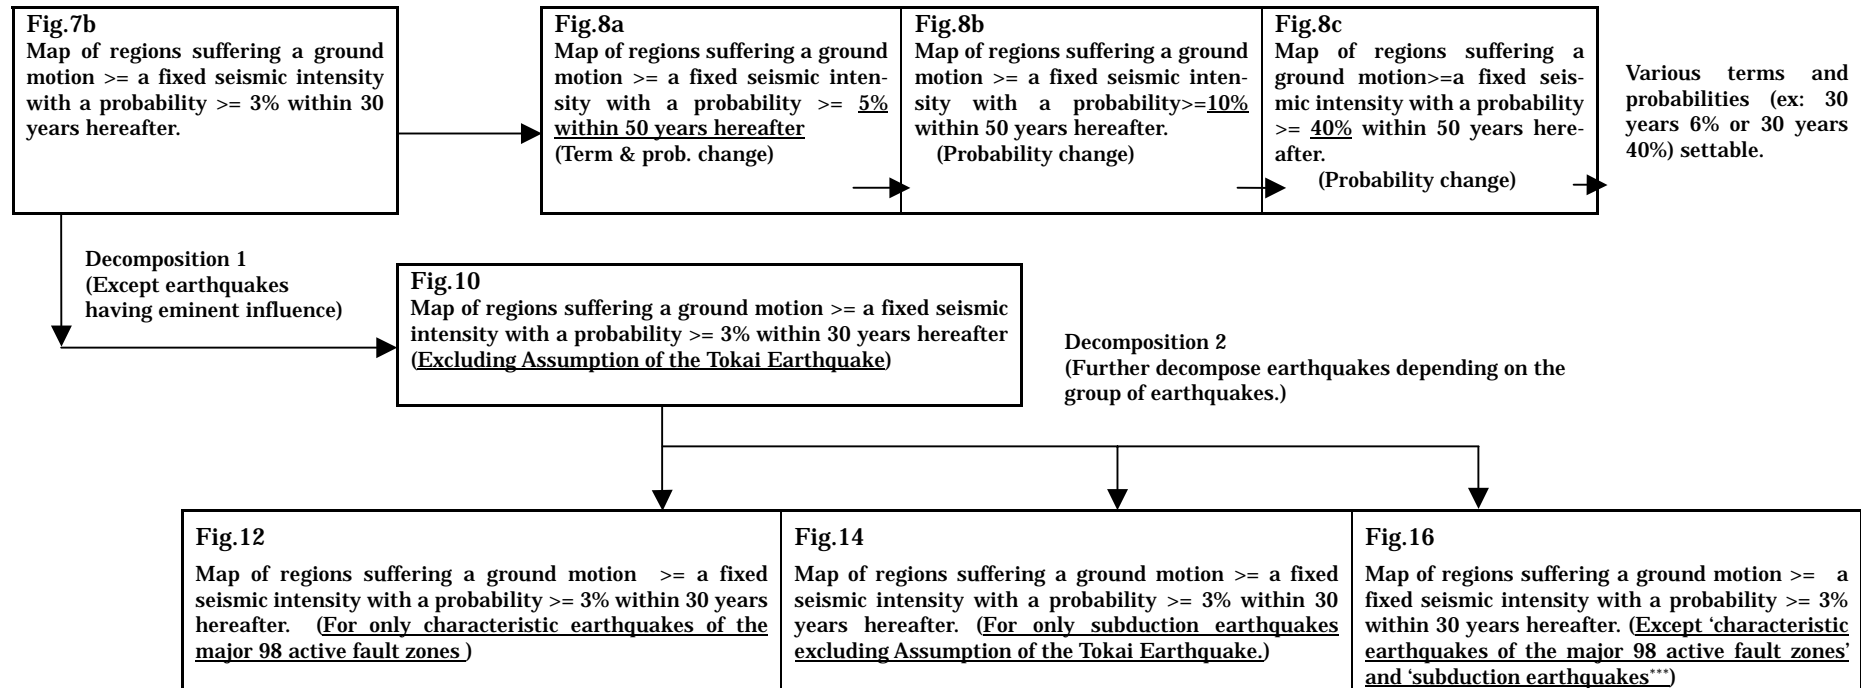 Fig.7b
Map of regions suffering a ground
motion >= a fixed seismic intensity
with a probability >= 3% within 30
years hereafter.
Fig.8a
Map of regions suffering a ground
motion >= a fixed seismic inten-
sity with a probability >= 5%
within 50 years hereafter
(Term & prob. change)
Fig.8b
Map of regions suffering a ground
motion >= a fixed seismic inten-
sity with a probability>=10%
within 50 years hereafter.
(Probability change)
Fig.8c
Map of regions suffering a
ground motion>=a fixed seis-
mic intensity with a probability
>= 40% within 50 years here-
after.
(Probability change)
Various terms and
probabilities (ex: 30
years 6% or 30 years
40%) settable.
Decomposition 1
(Except earthquakes
having eminent influence)
Fig.10
Map of regions suffering a ground motion >= a fixed seismic
intensity with a probability >= 3% within 30 years hereafter
(Excluding Assumption of the Tokai Earthquake)
Decomposition 2
(Further decompose earthquakes depending on the
group of earthquakes.)
Fig.12
Map of regions suffering a ground motion >= a fixed
seismic intensity with a probability >= 3% within 30 years
hereafter. (For only characteristic earthquakes of the
major 98 active fault zones )
Fig.14
Map of regions suffering a ground motion >= a fixed
seismic intensity with a probability >= 3% within 30
years hereafter. (For only subduction earthquakes
excluding Assumption of the Tokai Earthquake.)
Fig.16
Map of regions suffering a ground motion >= a
fixed seismic intensity with a probability >= 3%
within 30 years hereafter. (Except ‘characteristic
earthquakes of the major 98 active fault zones’
and ‘subduction earthquakes***)